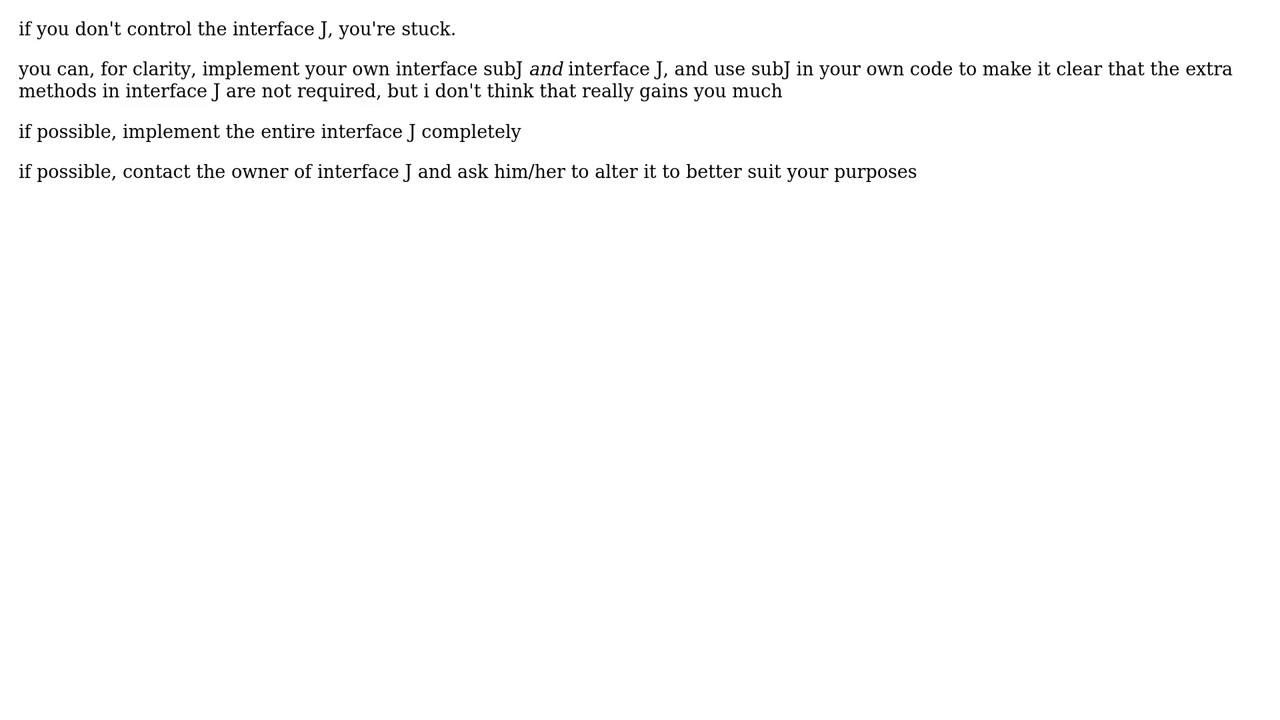 if you don't control the interface J, you're stuck.
you can, for clarity, implement your own interface subJ and interface J, and use subJ in your own code to make it clear that the extra
methods in interface J are not required, but i don't think that really gains you much
if possible, implement the entire interface J completely
if possible, contact the owner of interface J and ask him/her to alter it to better suit your purposes